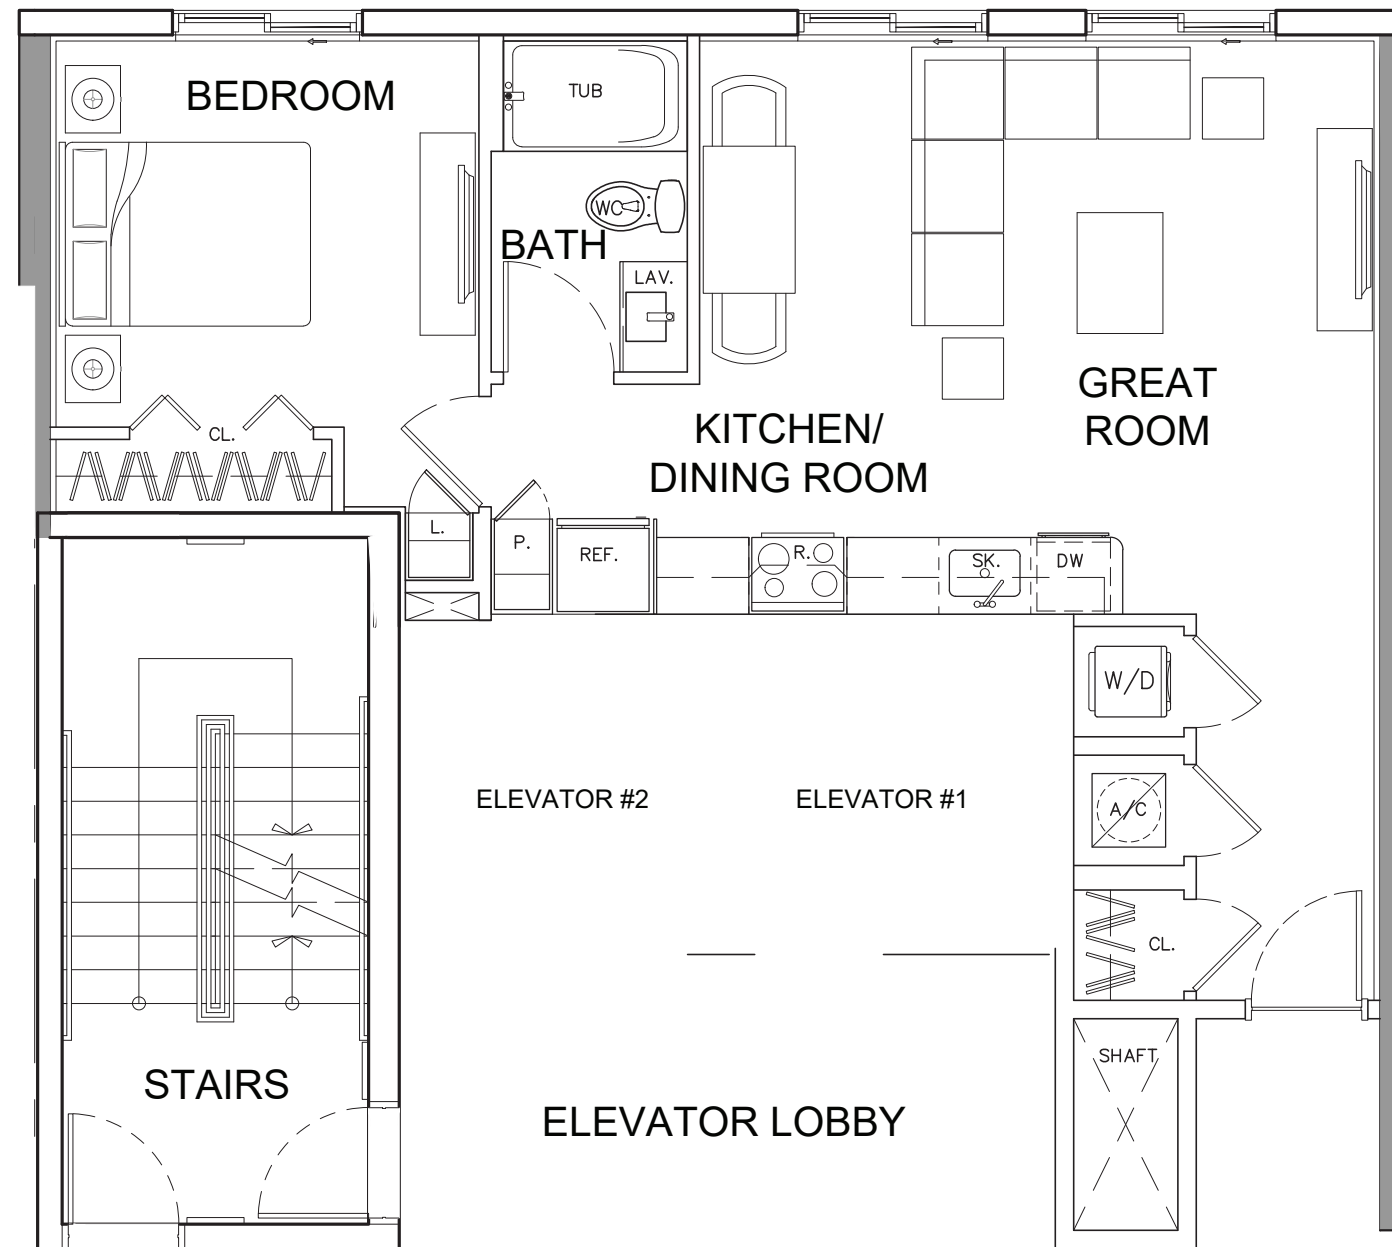 BEDROOM
TUB
WC
BATH
LAV.
GREAT
ROOM
CL.
KITCHEN/
DINING ROOM
L.
P.
REF.
R.
SK.
DW
W/D
ELEVATOR #2
ELEVATOR #1
A/C
CL.
SHAFT
STAIRS
ELEVATOR LOBBY